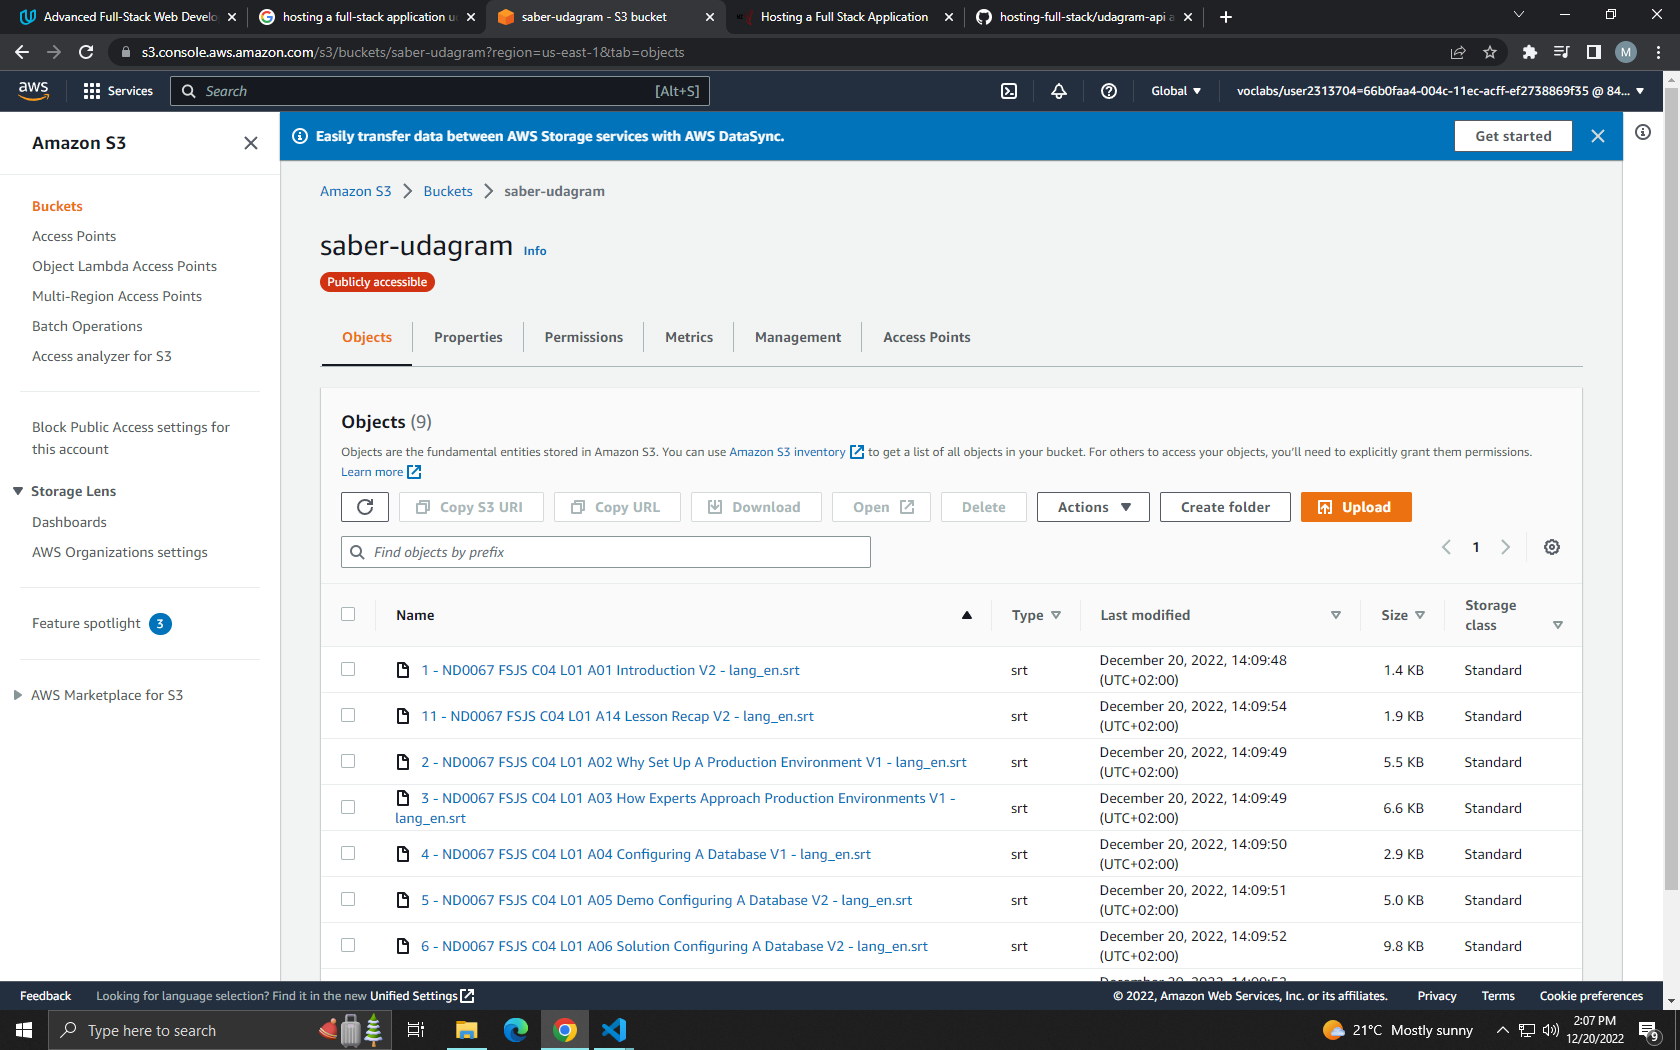 Advanced Full-Stack Web Develo
hosting a full-stack application u
saber-udagram - S3 bucket
Hosting a Full Stack Application
hosting-full-stack/udagram-api a
s3.console.aws.amazon.com/s3/buckets/saber-udagram?region=us-east-1&tab=objects
M
aws
Services
Search
[Alt+S]
Global
voclabs/user2313704=66b0faa4-004c-11ec-acff-ef2738869f35 @ 84...
Amazon S3
Easily transfer data between AWS Storage services with AWS DataSync.
Get started
Buckets
Access Points
Object Lambda Access Points
Multi-Region Access Points
Batch Operations
Access analyzer for S3
Block Public Access settings for
this account
Storage Lens
Dashboards
AWS Organizations settings
Feature spotlight 3
AWS Marketplace for S3
Amazon S3 > Buckets > saber-udagram
saber-udagram Info
Publicly accessible
Objects
Properties
Permissions
Metrics
Management
Access Points
Objects (9)
Objects are the fundamental entities stored in Amazon S3. You can use Amazon S3 inventory to get a list of all objects in your bucket. For others to access your objects, you'll need to explicitly grant them permissions.
Learn more
Copy S3 URI
Copy URL
Download
Open
Delete
Actions
Create folder
Upload
Find objects by prefix
1
Name
Type
Last modified
Size
Storage
class
1 - ND0067 FSJS C04 L01 A01 Introduction V2 - lang_en.srt
srt
December 20, 2022, 14:09:48
(UTC+02:00)
1.4 KB
Standard
11 - ND0067 FSJS C04 L01 A14 Lesson Recap V2 - lang_en.srt
srt
December 20, 2022, 14:09:54
(UTC+02:00)
1.9 KB
Standard
2 - ND0067 FSJS C04 L01 A02 Why Set Up A Production Environment V1 - lang_en.srt
srt
December 20, 2022, 14:09:49
(UTC+02:00)
5.5 KB
Standard
3 - ND0067 FSJS C04 L01 A03 How Experts Approach Production Environments V1 -
lang_en.srt
srt
December 20, 2022, 14:09:49
(UTC+02:00)
6.6 KB
Standard
4 - ND0067 FSJS C04 L01 A04 Configuring A Database V1 - lang_en.srt
srt
December 20, 2022, 14:09:50
(UTC+02:00)
2.9 KB
Standard
5 - ND0067 FSJS C04 L01 A05 Demo Configuring A Database V2 - lang_en.srt
srt
December 20, 2022, 14:09:51
(UTC+02:00)
5.0 KB
Standard
6 - ND0067 FSJS C04 L01 A06 Solution Configuring A Database V2 - lang_en.srt
srt
December 20, 2022, 14:09:52
(UTC+02:00)
9.8 KB
Standard
Feedback
Looking for language selection? Find it in the new Unified Settings
© 2022, Amazon Web Services, Inc. or its affiliates.
Privacy
Terms
Cookie preferences
Type here to search
21°C Mostly sunny
2:07 PM
12/20/2022
9